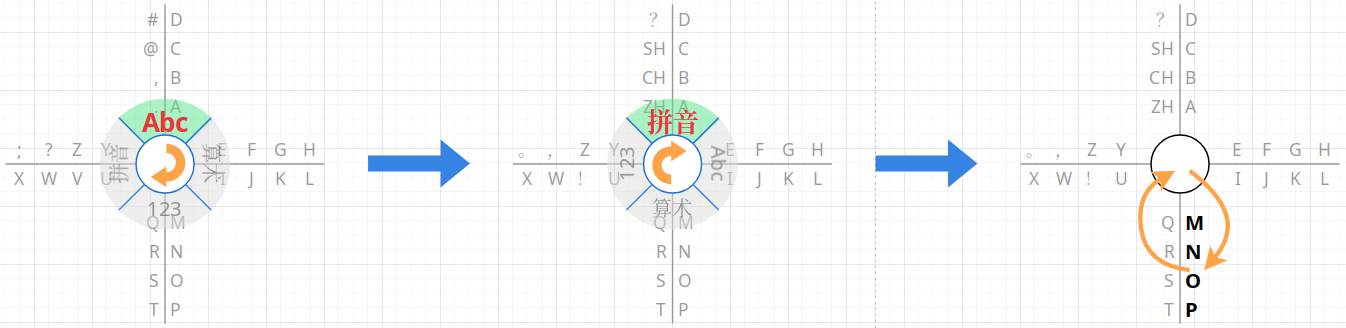 # D
@ C
, B
A
Abc
; ? Z Y E F G H
拼音 算术
X W V U I J K L
123
Q M
R N
S O
T P
？ D
SH C
CH B
ZH A
拼音
。 ， Z Y E F G H
123 Abc
X W ！ U I J K L
算术
Q M
R N
S O
T P
？ D
SH C
CH B
ZH A
。 ， Z Y E F G H
X W ！ U I J K L
Q M
R N
S O
T P